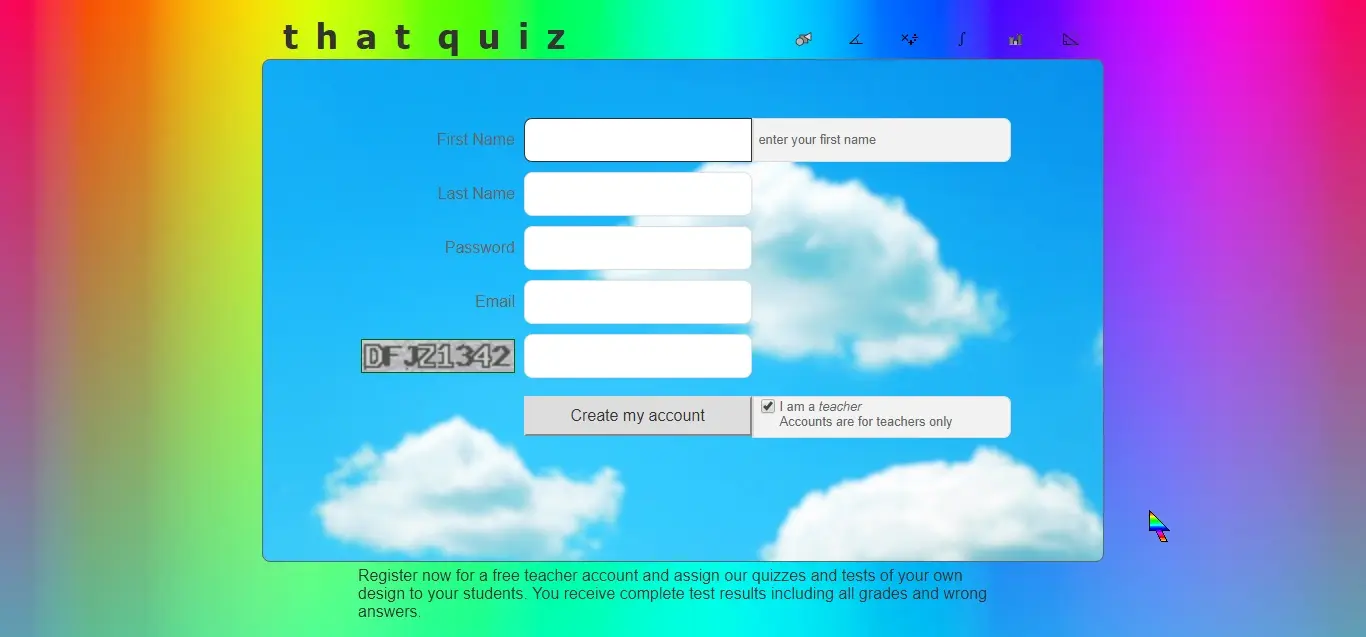 that quiz
First Name
enter your first name
Last Name
Password
Email
DFJZ1342
Create my account
I am a teacher
Accounts are for teachers only
Register now for a free teacher account and assign our quizzes and tests of your own
design to your students. You receive complete test results including all grades and wrong
answers.